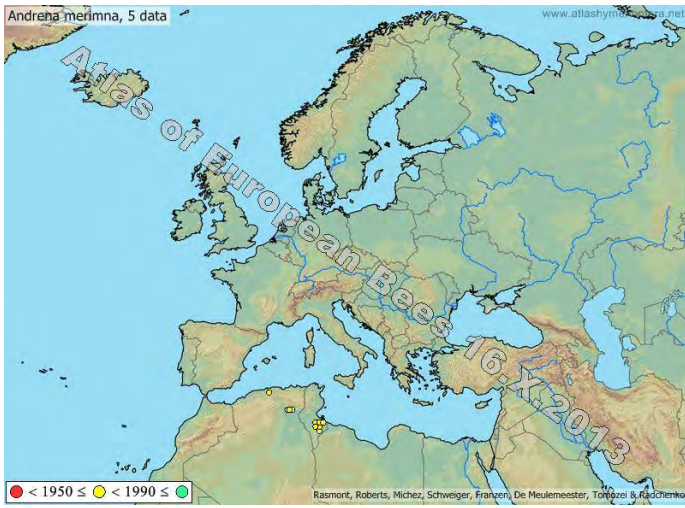 Andrena merimna, 5 data
www.atlashymenoptera.net
Atlas of European Bees 16.X.2013
< 1950 ≤ < 1990 ≤
Rasmont, Roberts, Michez, Schweiger, Franzen, De Meulemeester, Tomozei & Radchenko